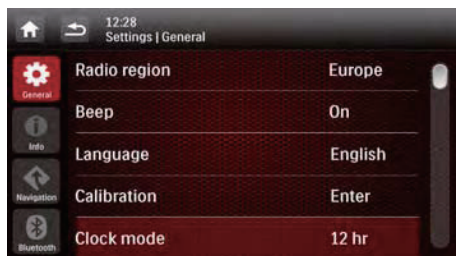 12:28
Settings | General
General
Radio region Europe
Beep On
Info
Language English
Navigation
Calibration Enter
Bluetooth
Clock mode 12 hr